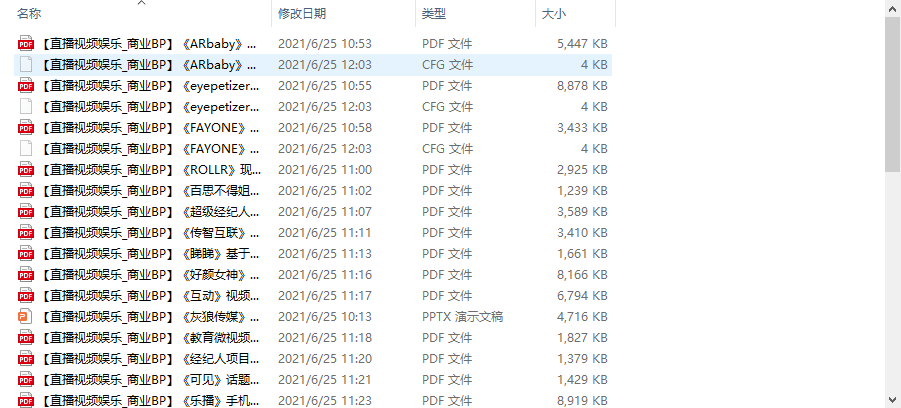 名称 修改日期 类型 大小
PDF 【直播视频娱乐_商业BP】《ARbaby》... 2021/6/25 10:53 PDF 文件 5,447 KB
【直播视频娱乐_商业BP】《ARbaby》... 2021/6/25 12:03 CFG 文件 4 KB
PDF 【直播视频娱乐_商业BP】《eyepetizer... 2021/6/25 10:55 PDF 文件 8,878 KB
【直播视频娱乐_商业BP】《eyepetizer... 2021/6/25 12:03 CFG 文件 4 KB
PDF 【直播视频娱乐_商业BP】《FAYONE》... 2021/6/25 10:58 PDF 文件 3,433 KB
【直播视频娱乐_商业BP】《FAYONE》... 2021/6/25 12:03 CFG 文件 4 KB
PDF 【直播视频娱乐_商业BP】《ROLLR》现... 2021/6/25 11:00 PDF 文件 2,925 KB
PDF 【直播视频娱乐_商业BP】《百思不得姐... 2021/6/25 11:02 PDF 文件 1,239 KB
PDF 【直播视频娱乐_商业BP】《超级经纪人... 2021/6/25 11:07 PDF 文件 3,589 KB
PDF 【直播视频娱乐_商业BP】《传智互联》... 2021/6/25 11:11 PDF 文件 3,410 KB
PDF 【直播视频娱乐_商业BP】《睇睇》基于... 2021/6/25 11:13 PDF 文件 1,661 KB
PDF 【直播视频娱乐_商业BP】《好颜女神》... 2021/6/25 11:16 PDF 文件 8,166 KB
PDF 【直播视频娱乐_商业BP】《互动》视频... 2021/6/25 11:17 PDF 文件 6,794 KB
P 【直播视频娱乐_商业BP】《灰狼传媒》... 2021/6/25 10:13 PPTX 演示文稿 4,716 KB
PDF 【直播视频娱乐_商业BP】《教育微视频... 2021/6/25 11:18 PDF 文件 1,827 KB
PDF 【直播视频娱乐_商业BP】《经纪人项目... 2021/6/25 11:20 PDF 文件 1,379 KB
PDF 【直播视频娱乐_商业BP】《可见》话题... 2021/6/25 11:21 PDF 文件 1,429 KB
PDF 【直播视频娱乐_商业BP】《乐播》手机... 2021/6/25 11:23 PDF 文件 8,919 KB